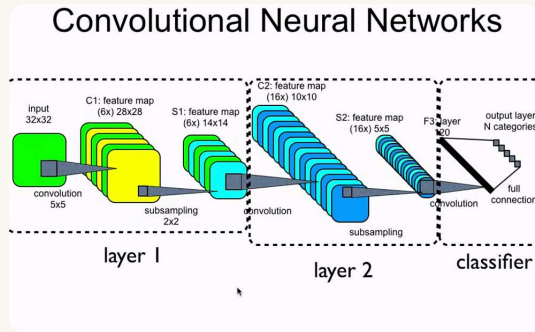 Convolutional Neural Networks
input
32x32
C1: feature map
(6x) 28x28
S1: feature map
(6x) 14x14
C2: feature map
(16x) 10x10
S2: feature map
(16x) 5x5
F3: layer
120
output layer
N categories
convolution
5x5
subsampling
2x2
convolution
subsampling
convolution
full
connection
layer 1
layer 2
classifier